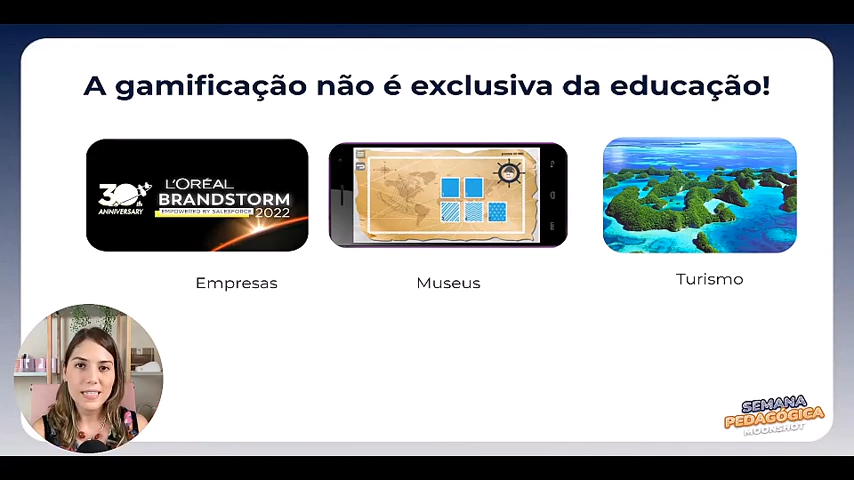 A gamificação não é exclusiva da educação!
30th
ANNIVERSARY
L'ORÉAL
BRANDSTORM
EMPOWERED BY SALESFORCE 2022
Empresas
Museus
Turismo
SEMANA
PEDAGÓGICA
MOONSHOT